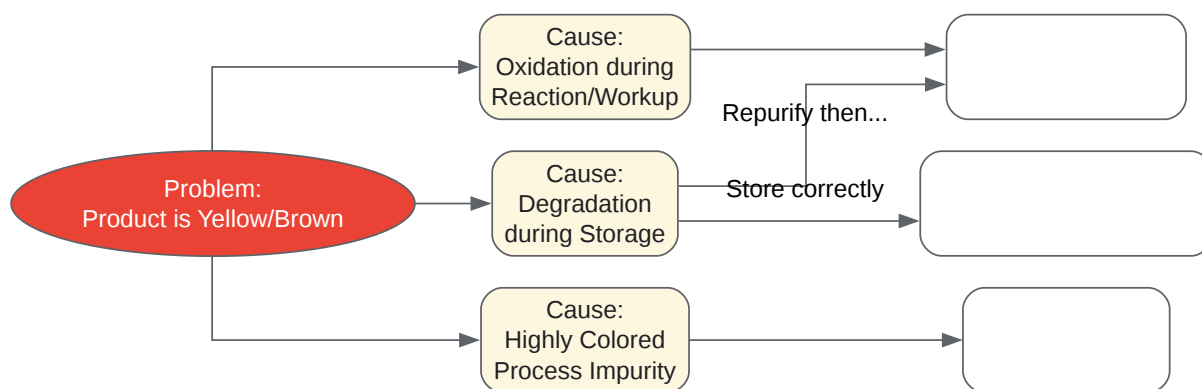 Cause:
Oxidation during
Reaction/Workup
Repurify then...
Problem:
Product is Yellow/Brown
Cause:
Degradation
during Storage
Store correctly
Cause:
Highly Colored
Process Impurity